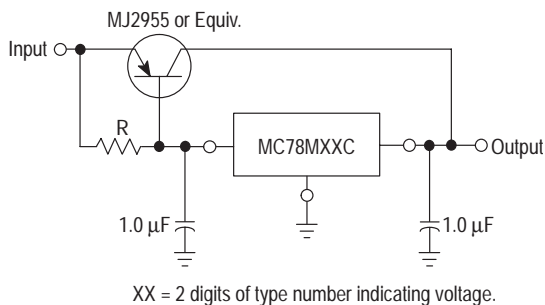 MJ2955 or Equiv.
Input
R
MC78MXXC
Output
1.0 µF
1.0 µF
XX = 2 digits of type number indicating voltage.